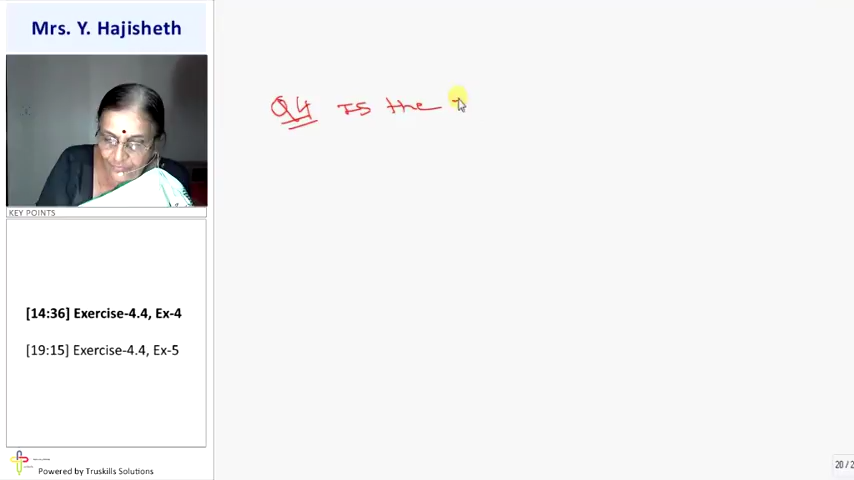 Mrs. Y. Hajisheth
KEY POINTS
[14:36] Exercise-4.4, Ex-4
[19:15] Exercise-4.4, Ex-5
Powered by Truskills Solutions
Q4 Is the
20 / 2